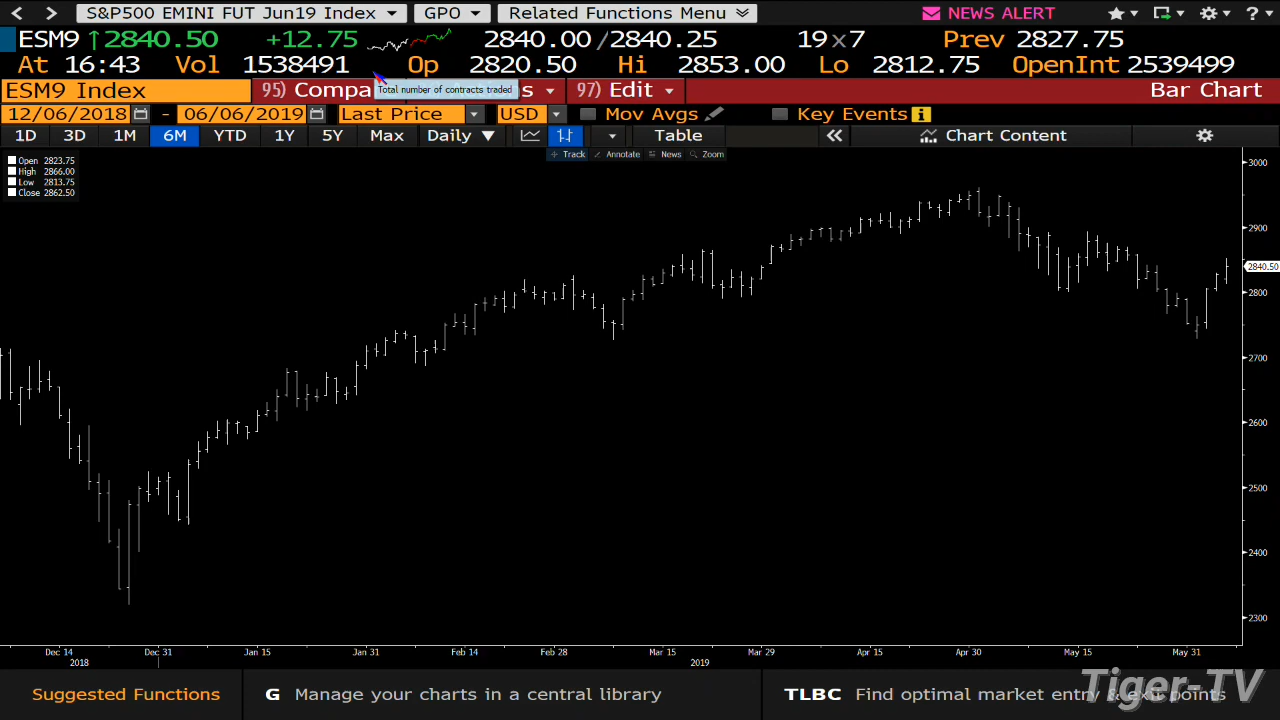 S&P500 EMINI FUT Jun19 Index GPO Related Functions Menu NEWS ALERT ?
ESM9 ↑2840.50 +12.75 2840.00/2840.25 19x7 Prev 2827.75
At 16:43 Vol 1538491 Op 2820.50 Hi 2853.00 Lo 2812.75 OpenInt 2539499
ESM9 Index 95) Compa s 97) Edit Bar Chart
Total number of contracts traded
12/06/2018 - 06/06/2019 Last Price USD Mov Avgs Key Events i
1D 3D 1M 6M YTD 1Y 5Y Max Daily ▼ Table « Chart Content
Track Annotate News Zoom
Open 2823.75
High 2866.00
Low 2813.75
Close 2862.50
3000
2900
2840.50
2800
2700
2600
2500
2400
2300
Dec 14 Dec 31 Jan 15 Jan 31 Feb 14 Feb 28 Mar 15 Mar 29 Apr 15 Apr 30 May 15 May 31
2018 2019
Suggested Functions G Manage your charts in a central library TLBC Find optimal market entry & exit points
Tiger-TV